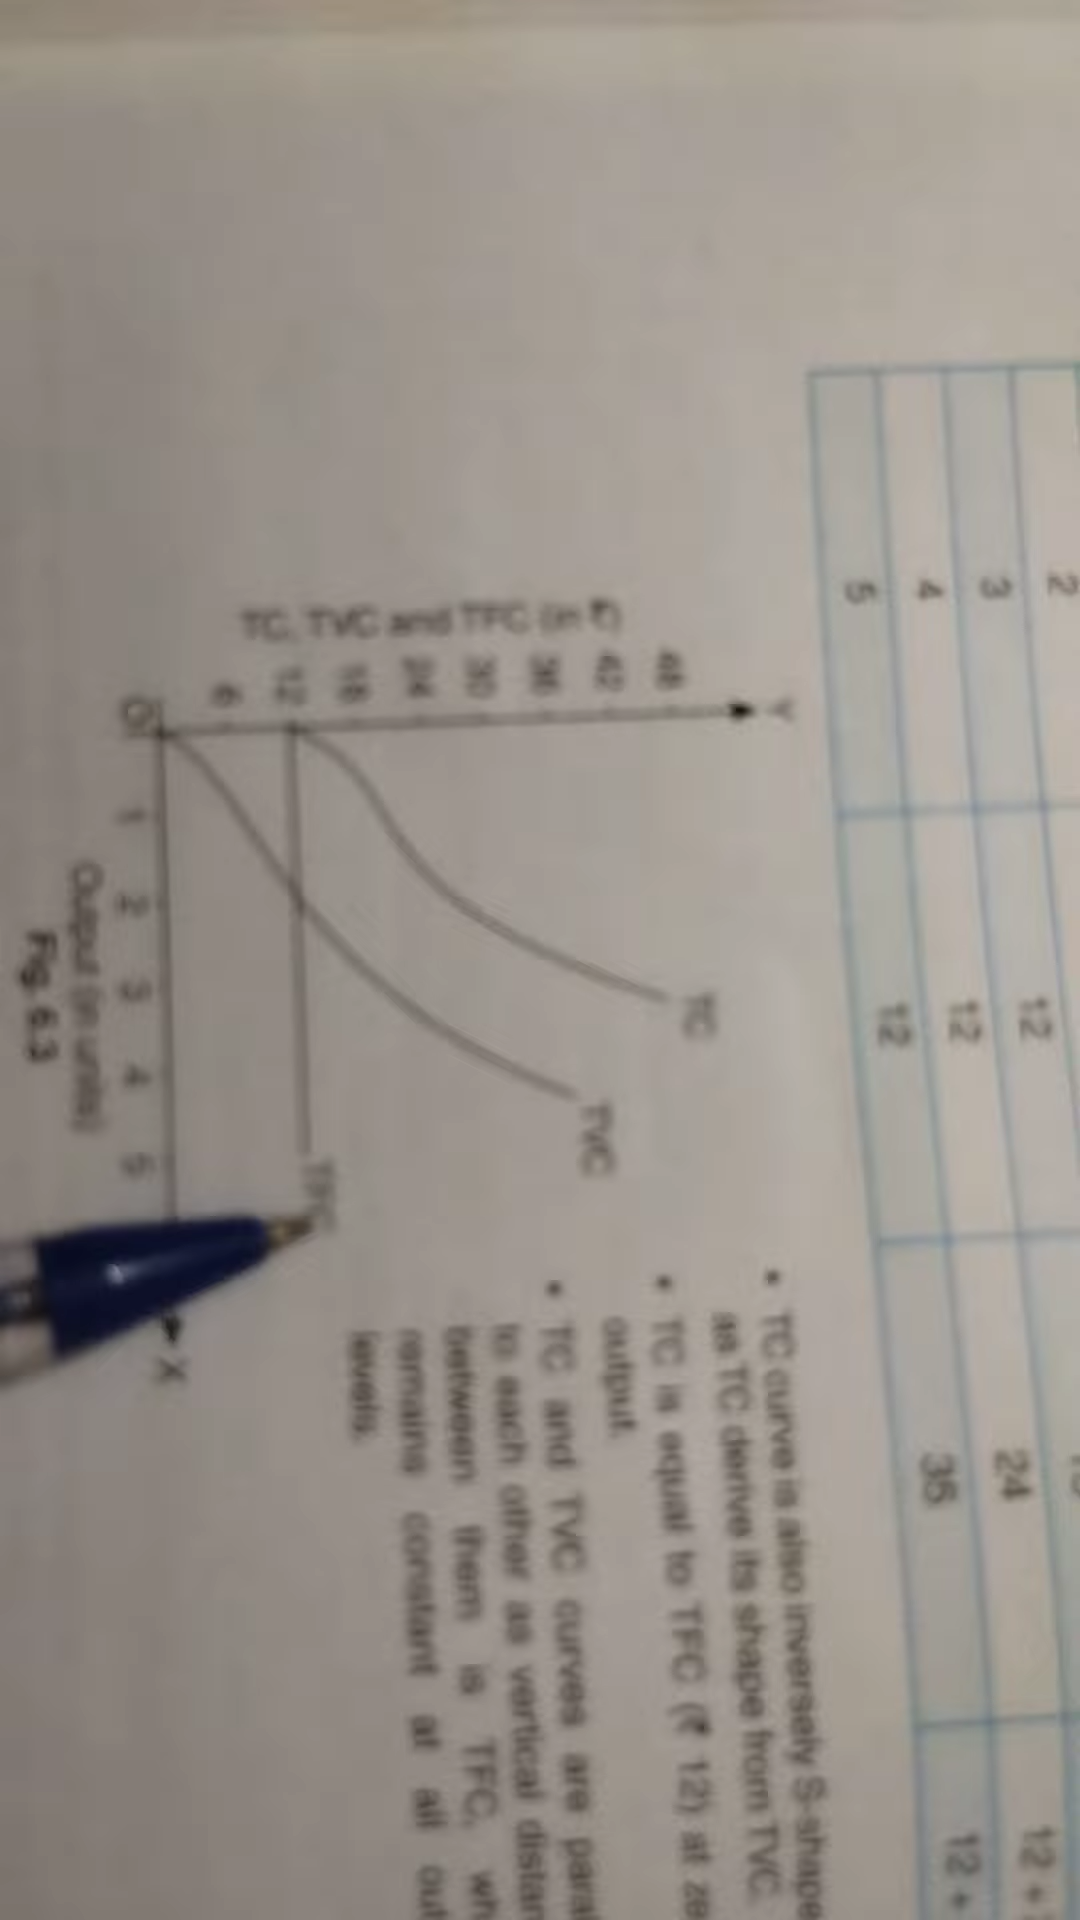 2
3 12
4 12 24 12 +
5 12 35 12 +
Y
48
42
36
30
24
18
12
6
O
TC, TVC and TFC (in ₹)
TC
TVC
TFC
1 2 3 4 5 X
Output (in units)
Fig. 6.3
• TC curve is also inversely S-shape
as TC derive its shape from TVC.
• TC is equal to TFC (₹ 12) at ze
output.
• TC and TVC curves are paral
to each other as vertical distan
between them is TFC, wh
remains constant at all out
levels.